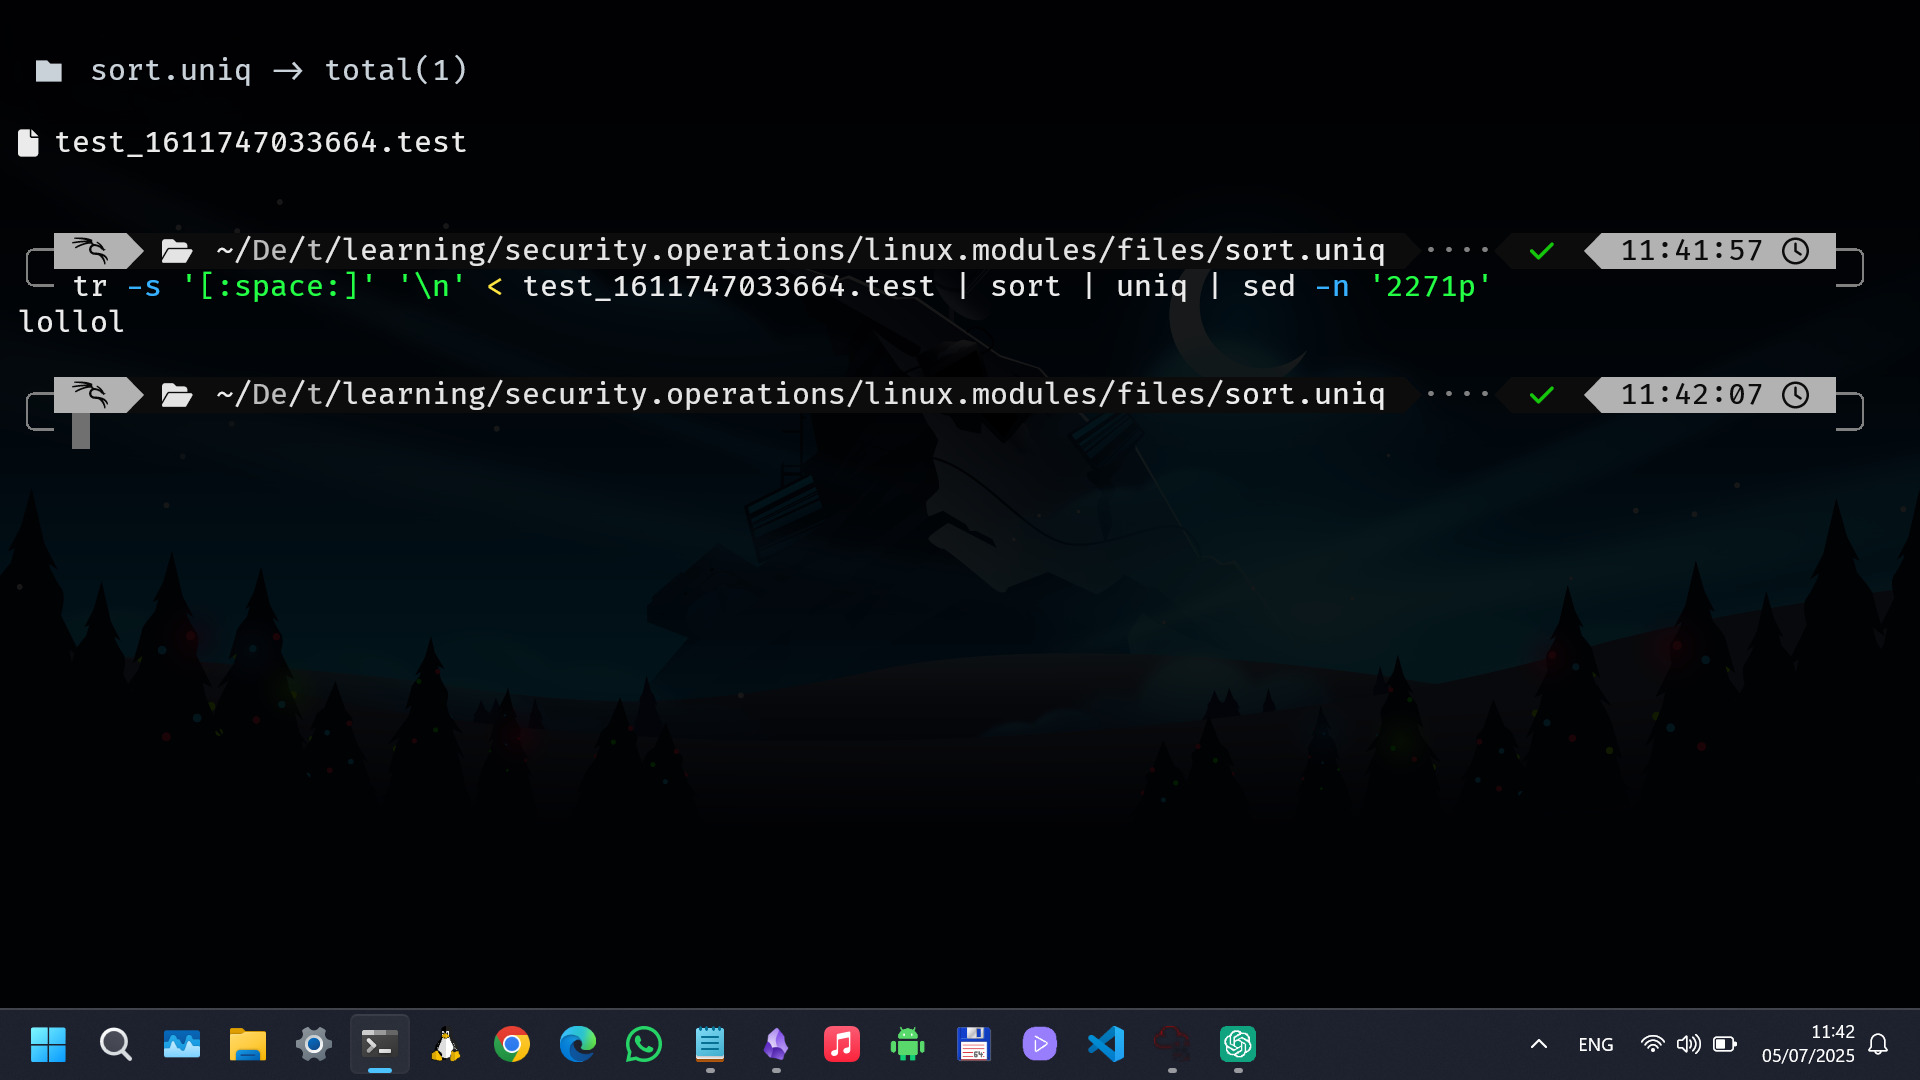 sort.uniq → total(1)
test_1611747033664.test
~/De/t/learning/security.operations/linux.modules/files/sort.uniq ···· ✓ 11:41:57
tr -s '[:space:]' '\n' < test_1611747033664.test | sort | uniq | sed -n '2271p'
lollol
~/De/t/learning/security.operations/linux.modules/files/sort.uniq ···· ✓ 11:42:07
64
ENG
11:42
05/07/2025